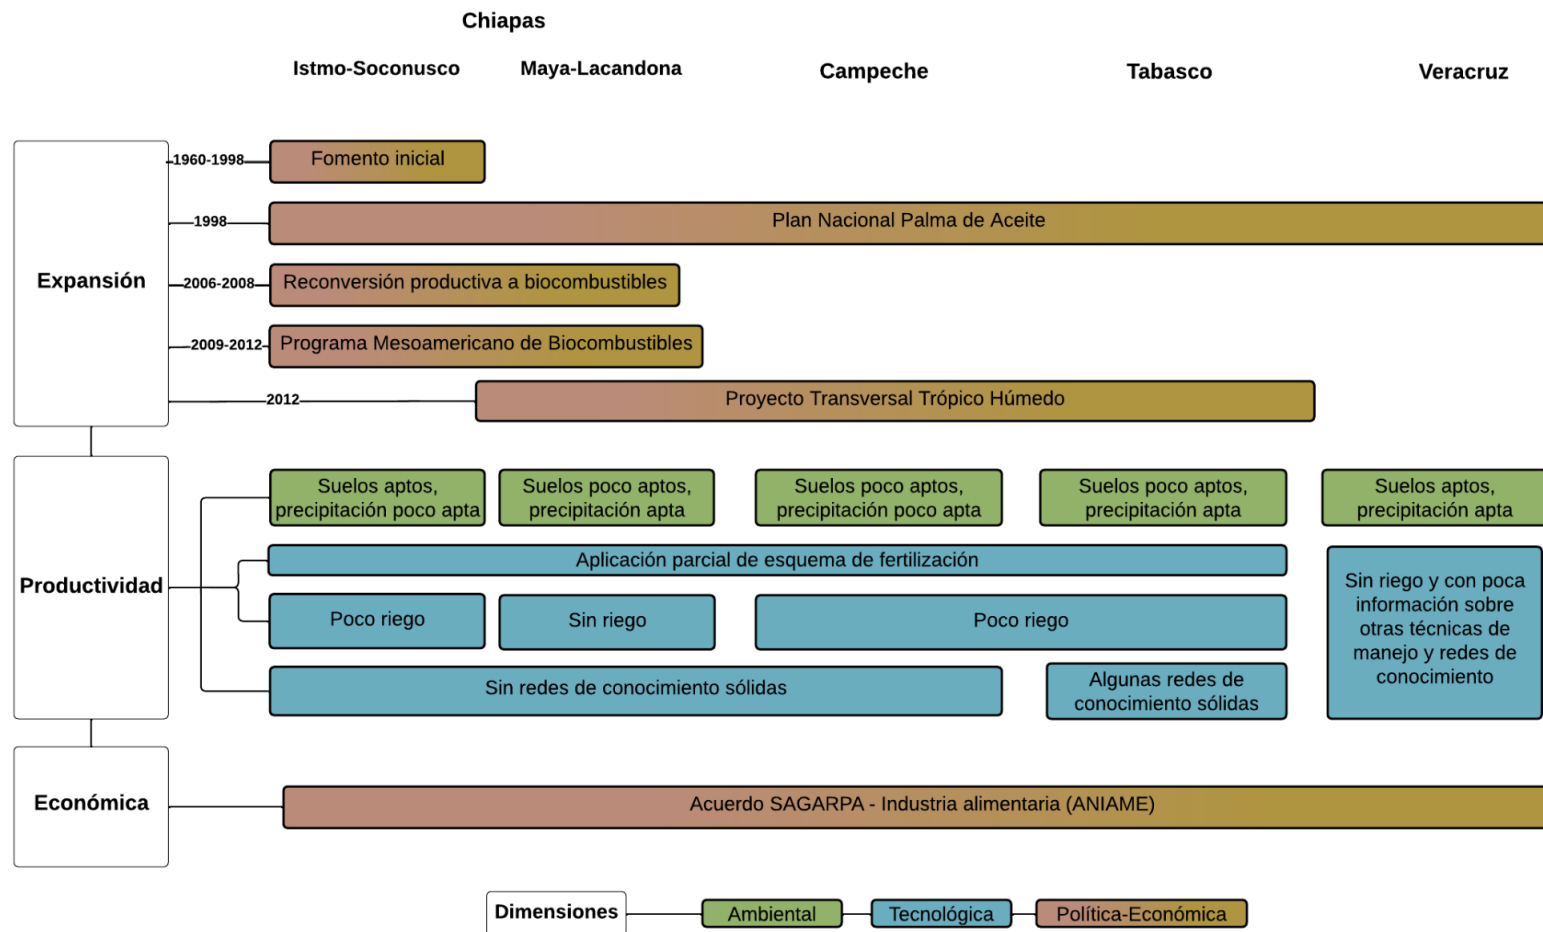 Chiapas
Istmo-Soconusco
Maya-Lacandona
Campeche
Tabasco
Veracruz
Expansión
1960-1998
Fomento inicial
1998
Plan Nacional Palma de Aceite
2006-2008
Reconversión productiva a biocombustibles
2009-2012
Programa Mesoamericano de Biocombustibles
2012
Proyecto Transversal Trópico Húmedo
Productividad
Suelos aptos,
precipitación poco apta
Suelos poco aptos,
precipitación apta
Suelos poco aptos,
precipitación poco apta
Suelos poco aptos,
precipitación apta
Suelos aptos,
precipitación apta
Aplicación parcial de esquema de fertilización
Poco riego
Sin riego
Poco riego
Sin riego y con poca
información sobre
otras técnicas de
manejo y redes de
conocimiento
Sin redes de conocimiento sólidas
Algunas redes de
conocimiento sólidas
Económica
Acuerdo SAGARPA - Industria alimentaria (ANIAME)
Dimensiones
Ambiental
Tecnológica
Política-Económica